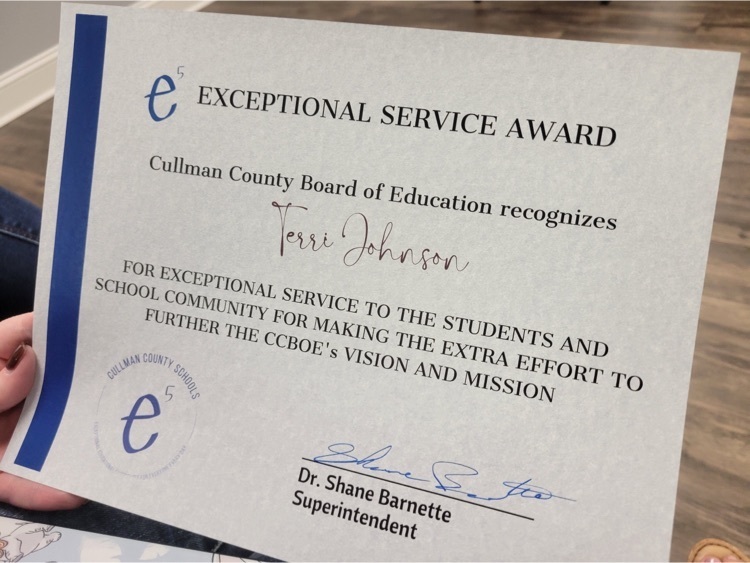 e5 EXCEPTIONAL SERVICE AWARD
Cullman County Board of Education recognizes
Terri Johnson
FOR EXCEPTIONAL SERVICE TO THE STUDENTS AND
SCHOOL COMMUNITY FOR MAKING THE EXTRA EFFORT TO
FURTHER THE CCBOE's VISION AND MISSION
CULLMAN COUNTY SCHOOLS
e5
Shane Barnette
Dr. Shane Barnette
Superintendent